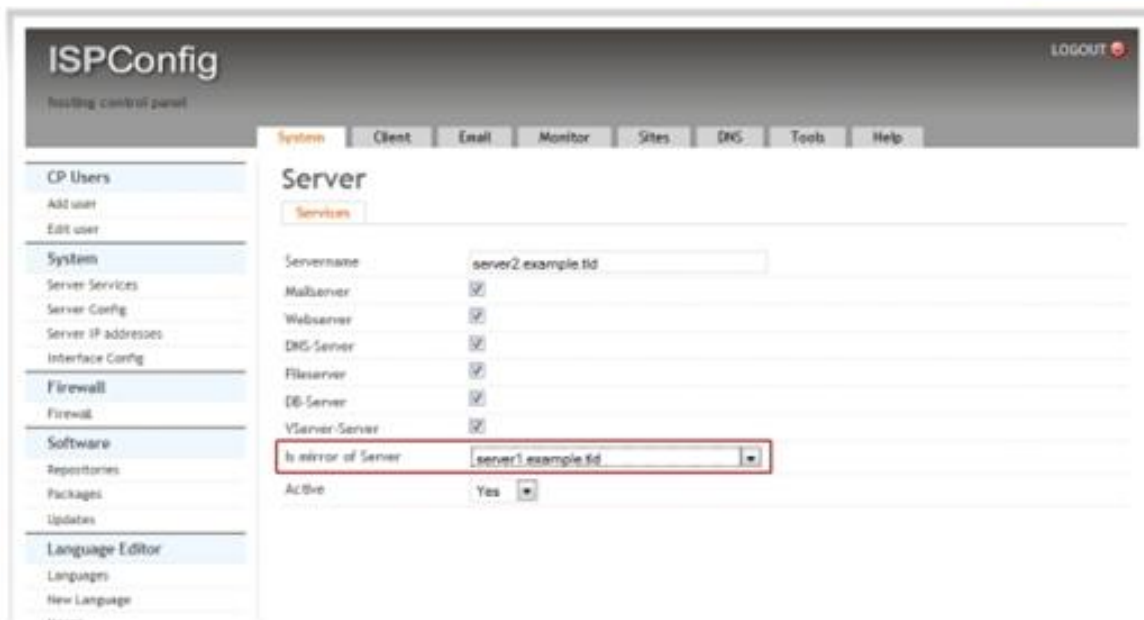 ISPConfig
LOGOUT
hosting control panel
System Client Email Monitor Sites DNS Tools Help
CP Users
Add user
Edit user
System
Server Services
Server Config
Server IP addresses
Interface Config
Firewall
Firewall
Software
Repositories
Packages
Updates
Language Editor
Languages
New Language
Server
Services
Servername server2.example.tld
Mailserver
Webserver
DNS-Server
Fileserver
DB-Server
VServer-Server
Is mirror of Server server1.example.tld
Active Yes